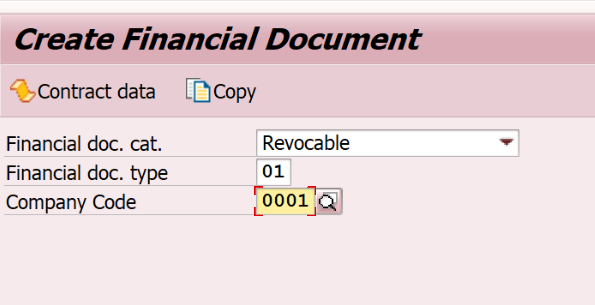 Create Financial Document
Contract data Copy
Financial doc. cat. Revocable
Financial doc. type 01
Company Code 0001